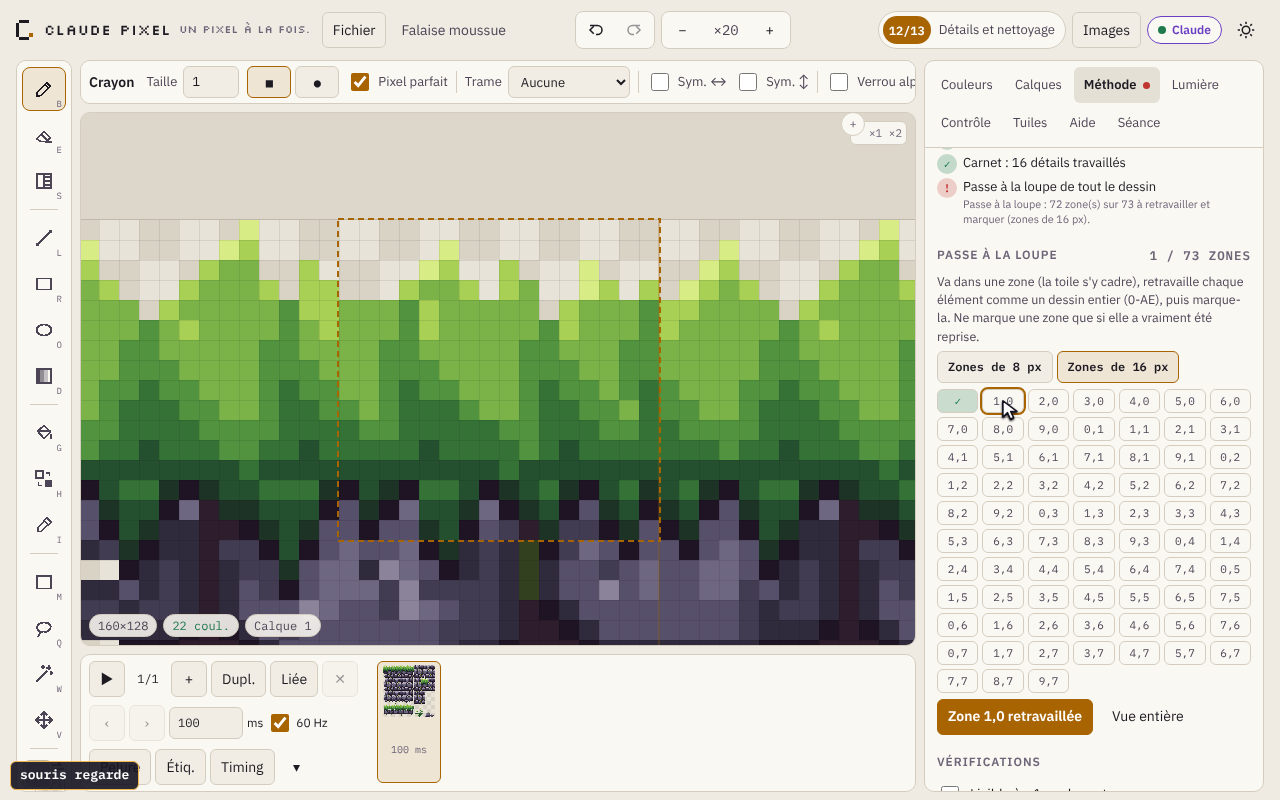 CLAUDE PIXEL UN PIXEL À LA FOIS. Fichier Falaise moussue − ×20 + 12/13 Détails et nettoyage Images Claude
Crayon Taille 1 Pixel parfait Trame Aucune Sym. ↔ Sym. ↕ Verrou alp
B
E
S
L
R
O
D
G
H
I
M
Q
W
V
+ ×1 ×2
160×128 22 coul. Calque 1
1/1 + Dupl. Liée ✕
‹ › 100 ms 60 Hz
Étiq. Timing ▼
100 ms
souris regarde
Couleurs Calques Méthode Lumière
Contrôle Tuiles Aide Séance
✓ Carnet : 16 détails travaillés
! Passe à la loupe de tout le dessin
Passe à la loupe : 72 zone(s) sur 73 à retravailler et
marquer (zones de 16 px).
PASSE À LA LOUPE 1 / 73 ZONES
Va dans une zone (la toile s'y cadre), retravaille chaque
élément comme un dessin entier (0-AE), puis marque-
la. Ne marque une zone que si elle a vraiment été
reprise.
Zones de 8 px Zones de 16 px
✓ 1,0 2,0 3,0 4,0 5,0 6,0
7,0 8,0 9,0 0,1 1,1 2,1 3,1
4,1 5,1 6,1 7,1 8,1 9,1 0,2
1,2 2,2 3,2 4,2 5,2 6,2 7,2
8,2 9,2 0,3 1,3 2,3 3,3 4,3
5,3 6,3 7,3 8,3 9,3 0,4 1,4
2,4 3,4 4,4 5,4 6,4 7,4 0,5
1,5 2,5 3,5 4,5 5,5 6,5 7,5
0,6 1,6 2,6 3,6 4,6 5,6 7,6
0,7 1,7 2,7 3,7 4,7 5,7 6,7
7,7 8,7 9,7
Zone 1,0 retravaillée Vue entière
VÉRIFICATIONS